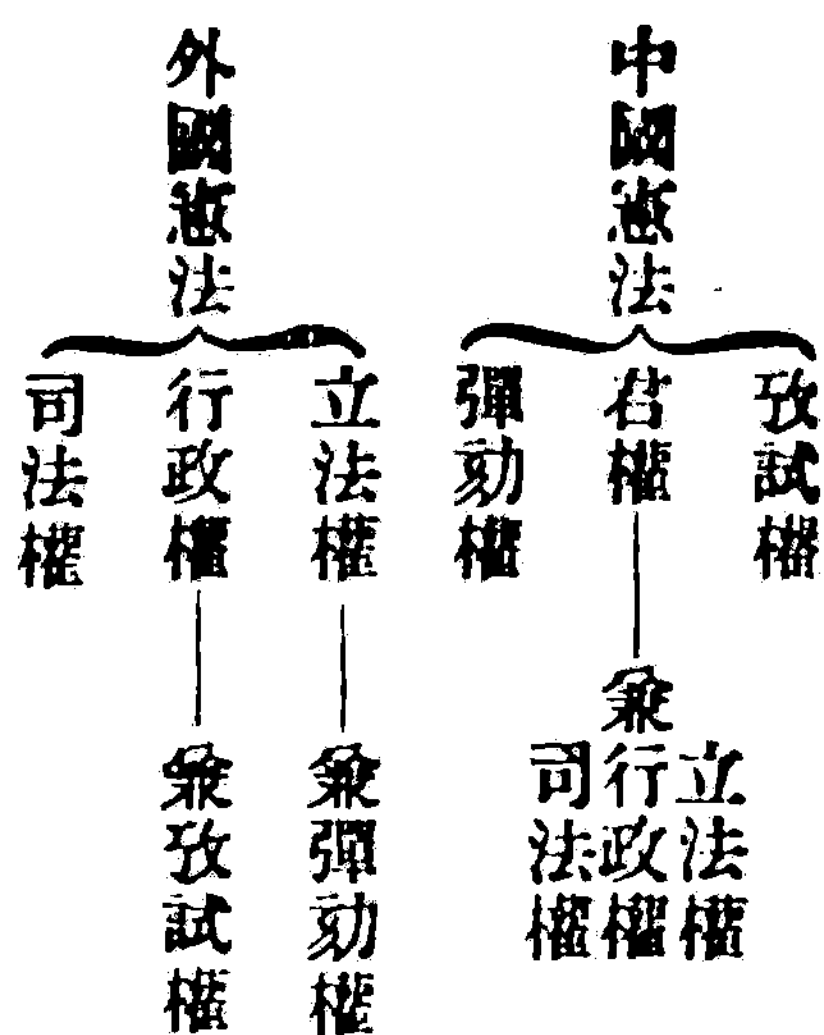 中國憲法
攷試權
君權
兼
立法權
行政權
司法權
彈劾權
外國憲法
立法權
兼彈劾權
行政權
兼攷試權
司法權